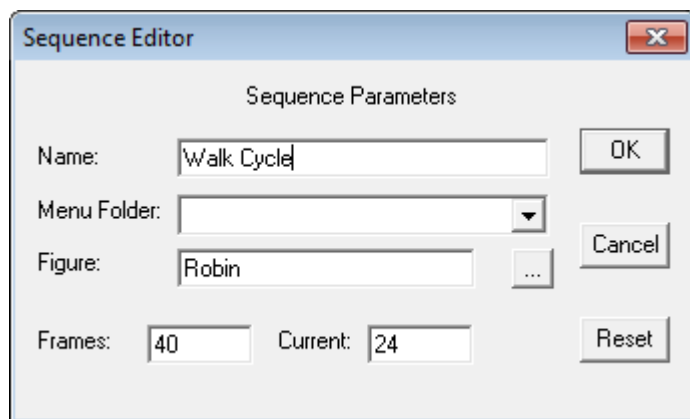 Sequence Editor
Sequence Parameters
Name: Walk Cycle OK
Menu Folder:
Figure: Robin ... Cancel
Frames: 40 Current: 24 Reset